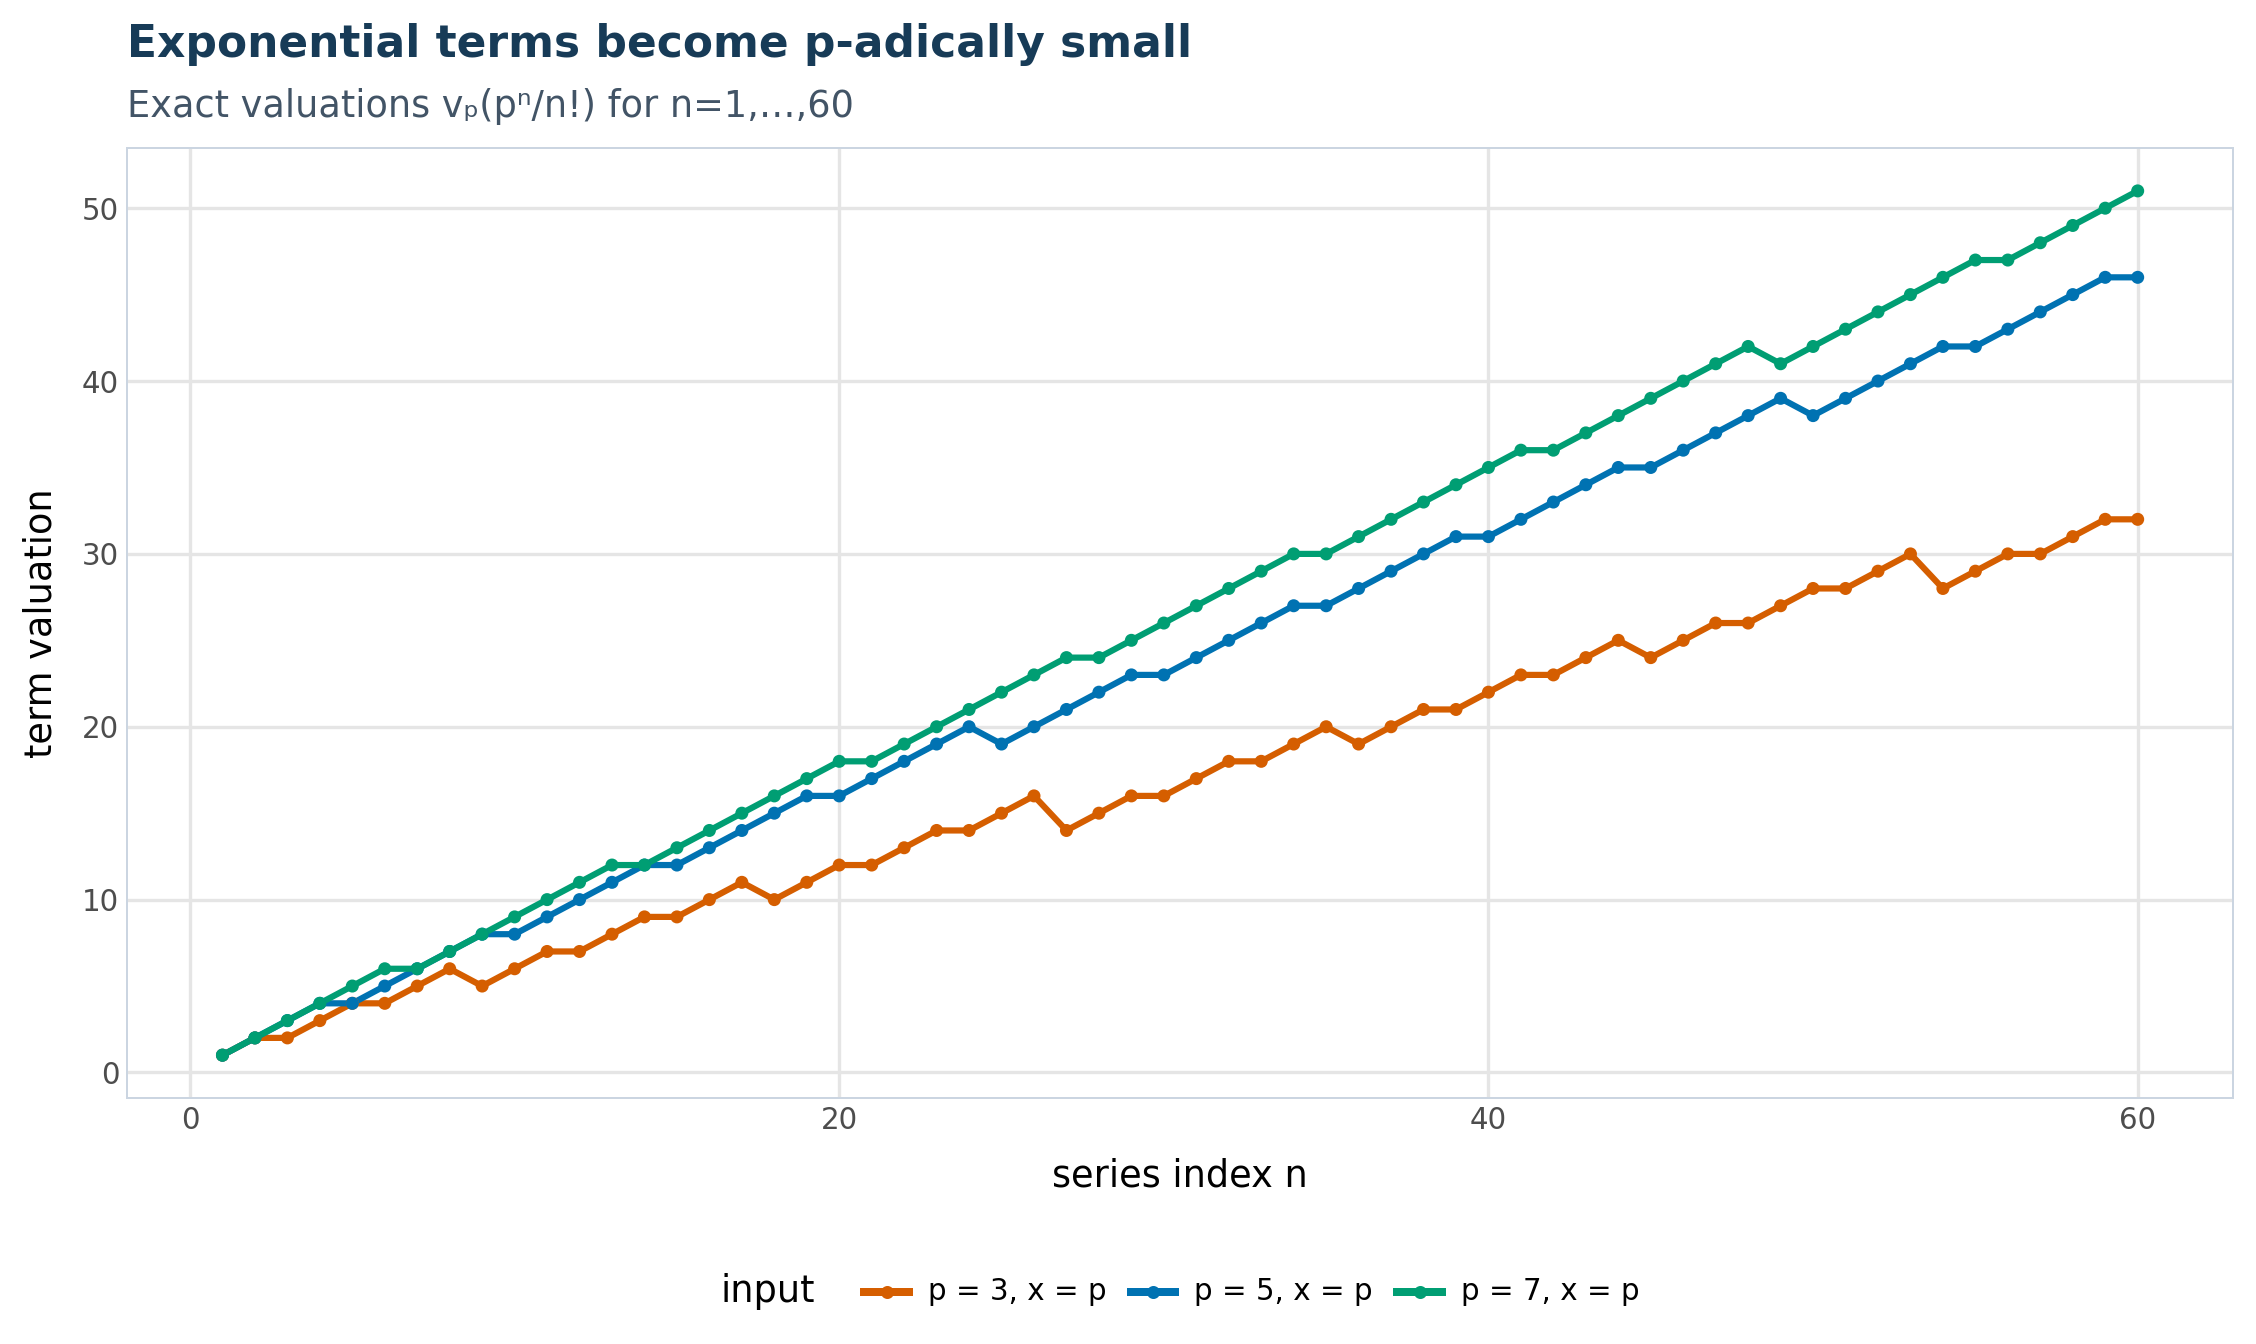 Exponential terms become p-adically small
Exact valuations vₚ(pⁿ/n!) for n=1,…,60
term valuation
50
40
30
20
10
0
0 20 40 60
series index n
input p = 3, x = p p = 5, x = p p = 7, x = p